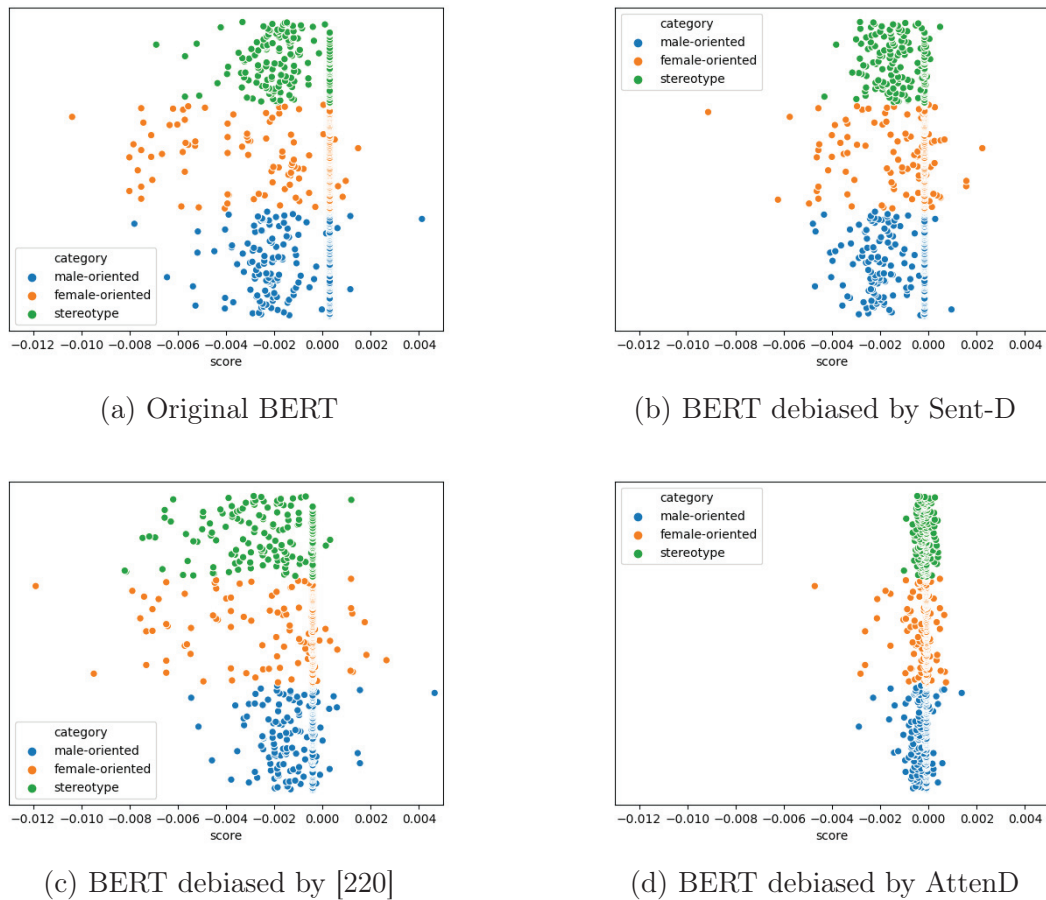 category
male-oriented
female-oriented
stereotype
−0.012 −0.010 −0.008 −0.006 −0.004 −0.002 0.000 0.002 0.004
score
(a) Original BERT
category
male-oriented
female-oriented
stereotype
−0.012 −0.010 −0.008 −0.006 −0.004 −0.002 0.000 0.002 0.004
score
(b) BERT debiased by Sent-D
category
male-oriented
female-oriented
stereotype
−0.012 −0.010 −0.008 −0.006 −0.004 −0.002 0.000 0.002 0.004
score
(c) BERT debiased by [220]
category
male-oriented
female-oriented
stereotype
−0.012 −0.010 −0.008 −0.006 −0.004 −0.002 0.000 0.002 0.004
score
(d) BERT debiased by AttenD